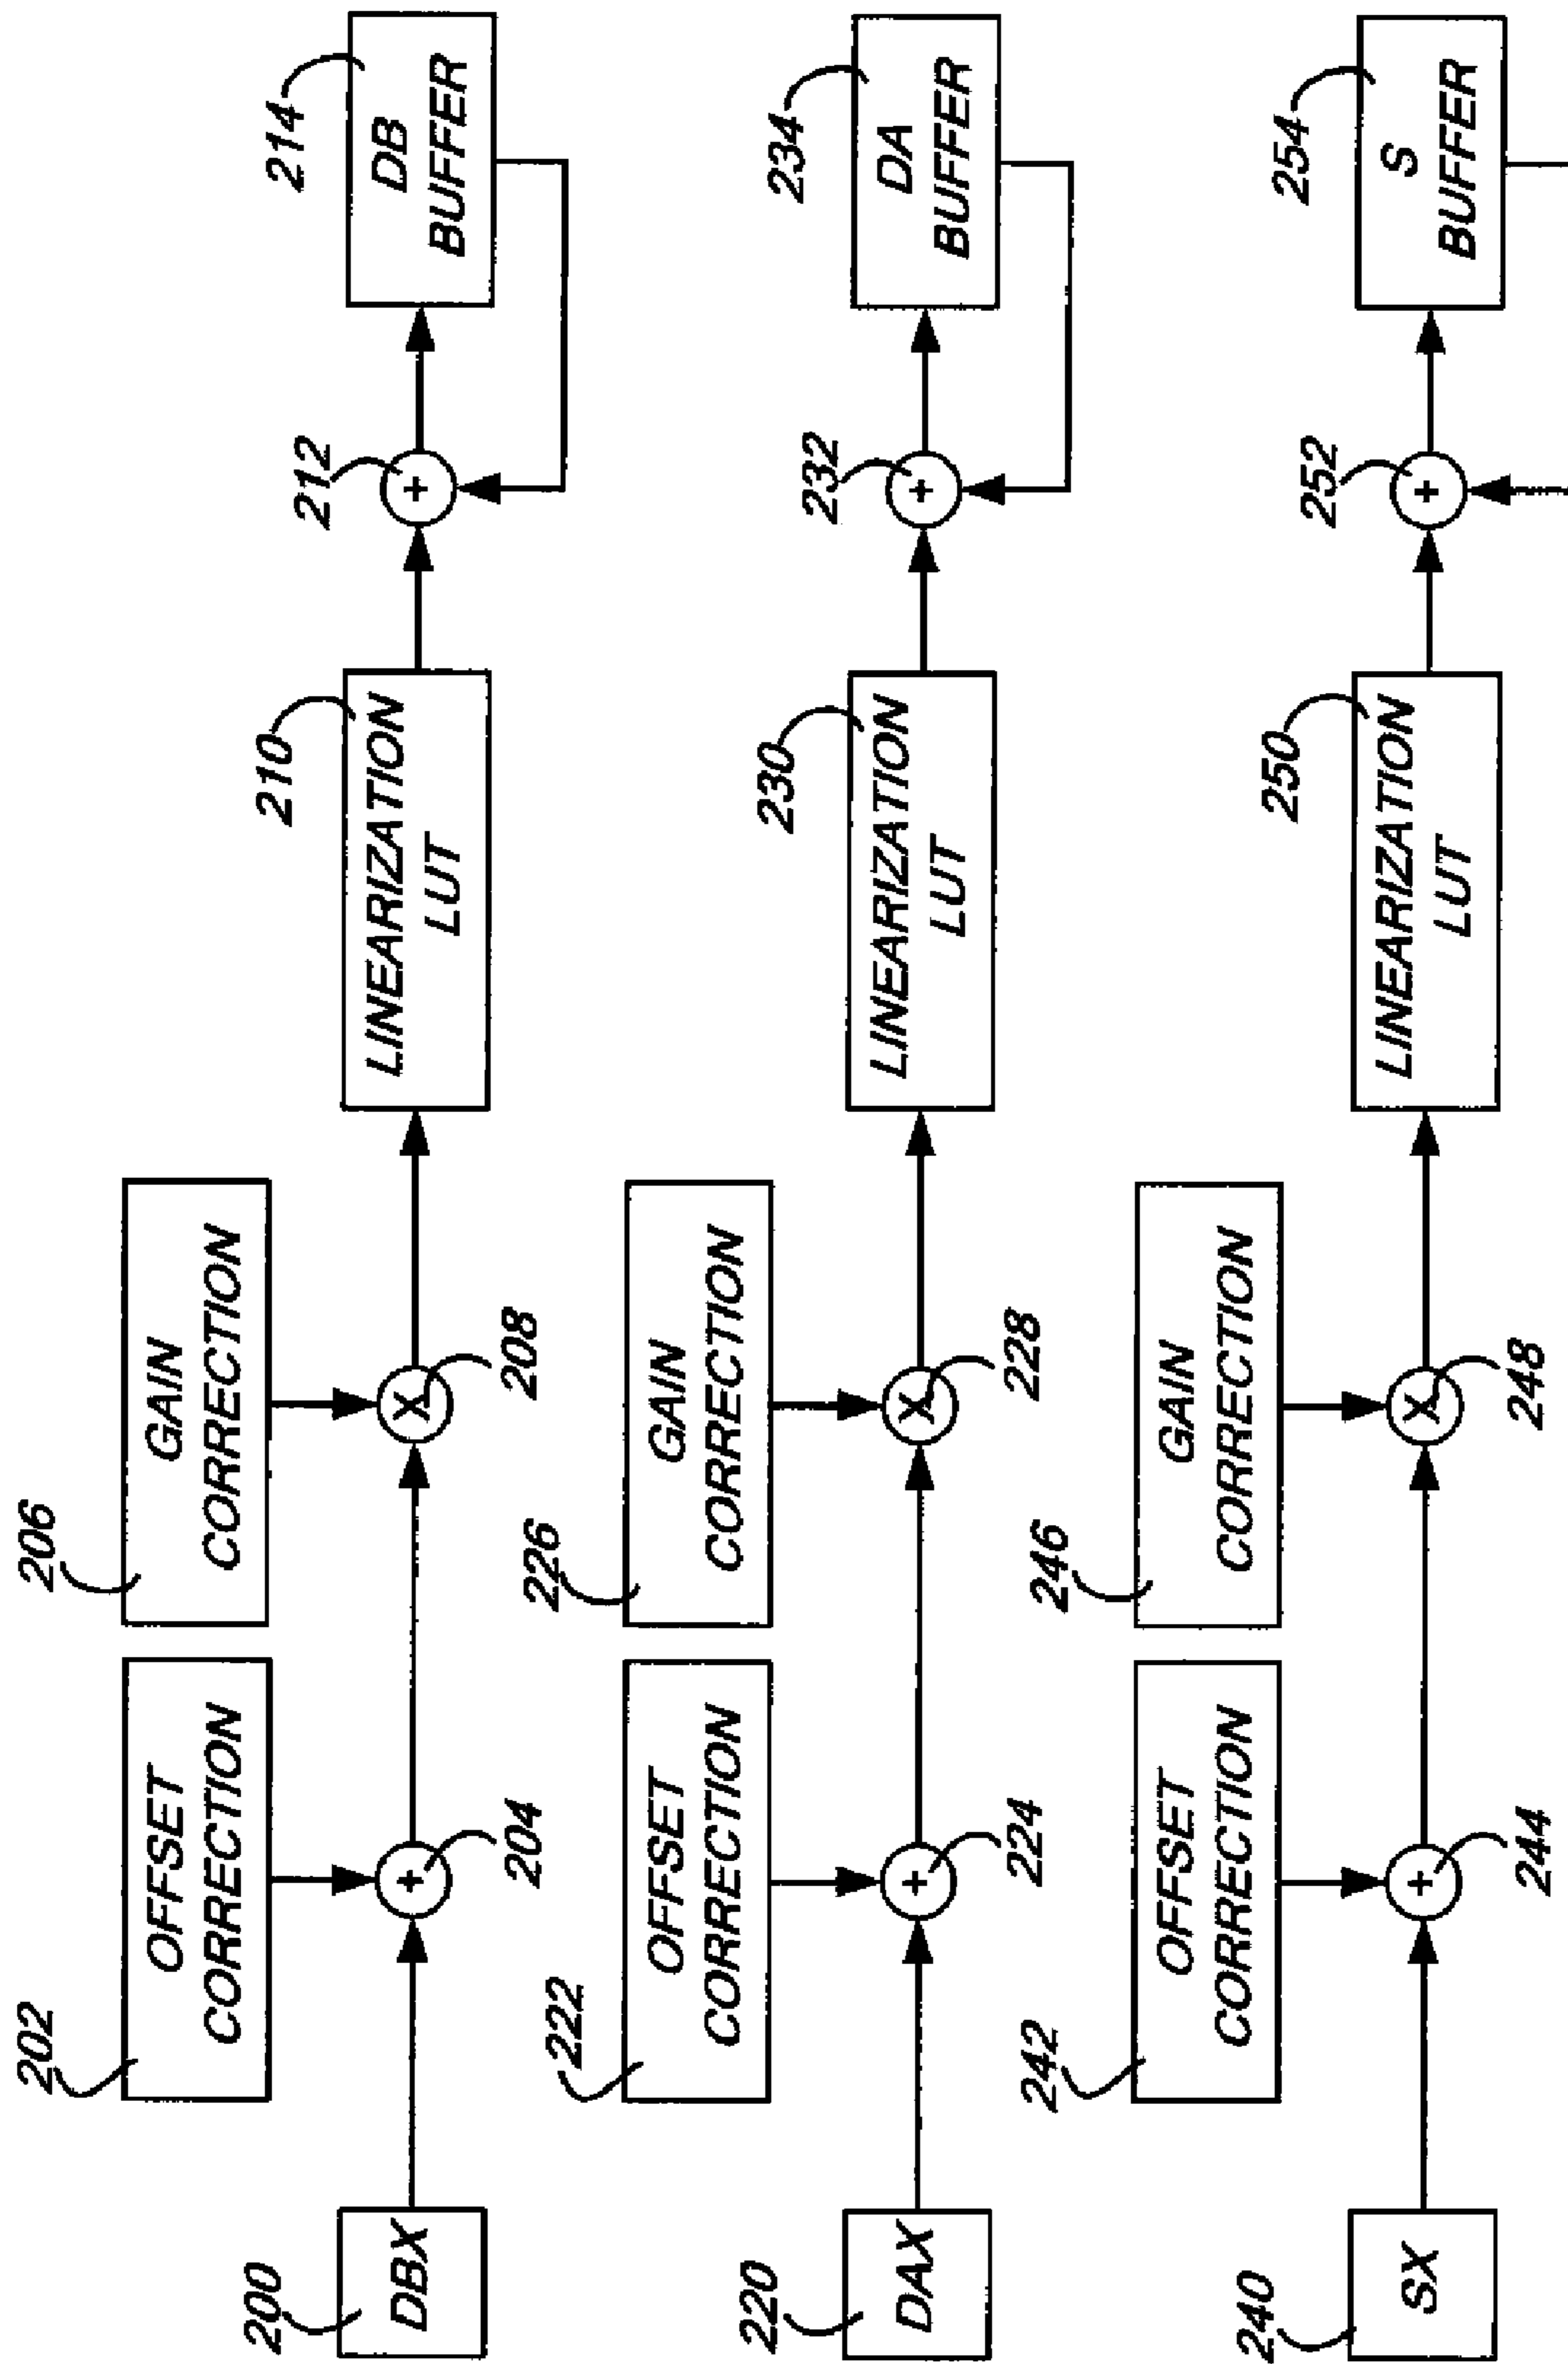 202
206
OFFSET
CORRECTION
GAIN
CORRECTION
200
210
212
214
DBX
+
X
LINEARIZATION
LUT
+
DB
BUFFER
204
208
222
226
OFFSET
CORRECTION
GAIN
CORRECTION
220
230
232
234
DAX
+
X
LINEARIZATION
LUT
+
DA
BUFFER
224
228
242
246
OFFSET
CORRECTION
GAIN
CORRECTION
240
250
252
254
SX
+
X
LINEARIZATION
LUT
+
S
BUFFER
244
248